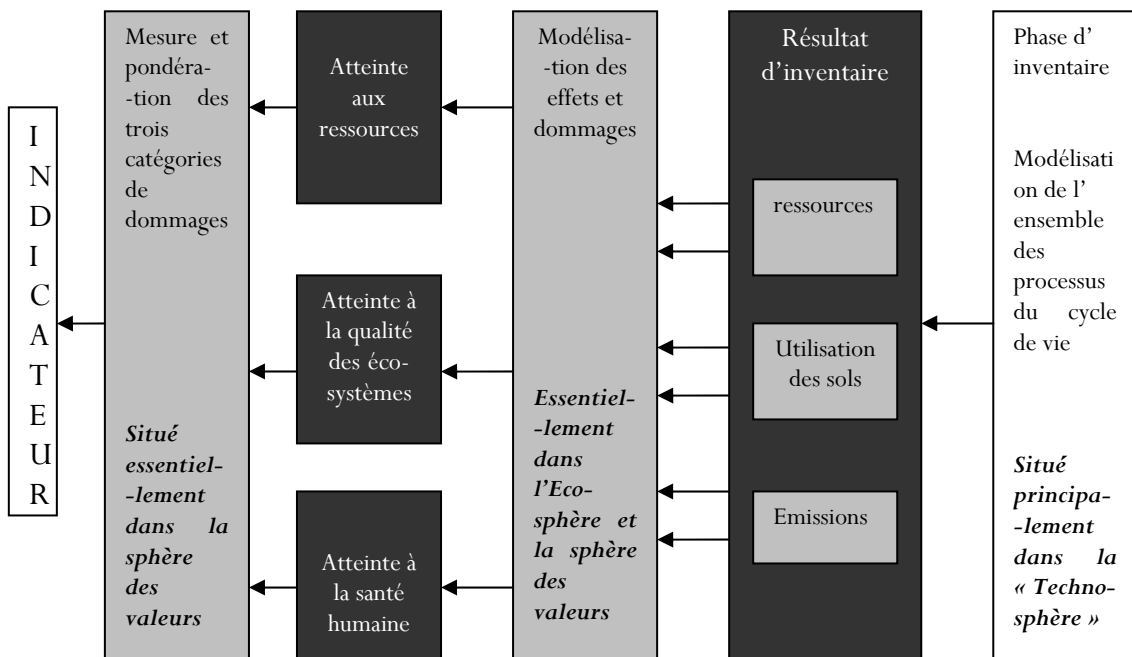 I
N
D
I
C
A
T
E
U
R
Mesure et
pondéra-
-tion des
trois
catégories
de
dommages
Situé
essentiel-
-lement
dans la
sphère
des
valeurs
Atteinte
aux
ressources
Atteinte à
la qualité
des éco-
systèmes
Atteinte à
la santé
humaine
Modélisa-
-tion des
effets et
dommages
Essentiel-
-lement
dans
l’Eco-
sphère et
la sphère
des
valeurs
Résultat
d’inventaire
ressources
Utilisation
des sols
Emissions
Phase d’
inventaire
Modélisati
on de l’
ensemble
des
processus
du cycle
de vie
Situé
principa-
-lement
dans la
« Techno-
sphère »